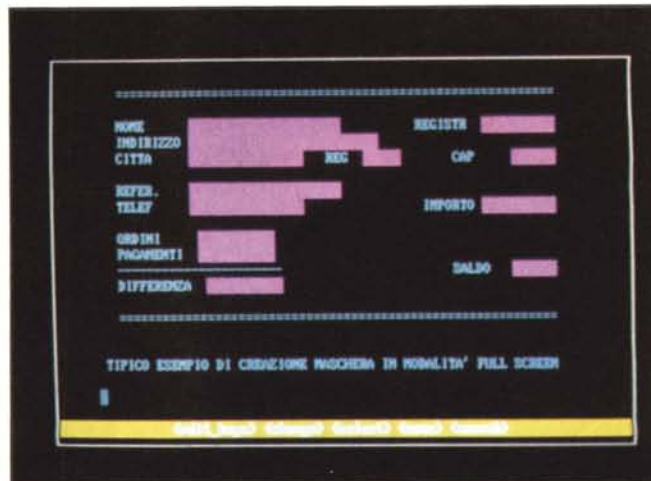 NOME REGISTR
INDIRIZZO
CITTA REG CAP
REFER.
TELEF IMPORTO
ORDINI
PAGAMENTI
SALDO
DIFFERENZA
TIPICO ESEMPIO DI CREAZIONE MASCHERA IN MODALITA' FULL SCREEN